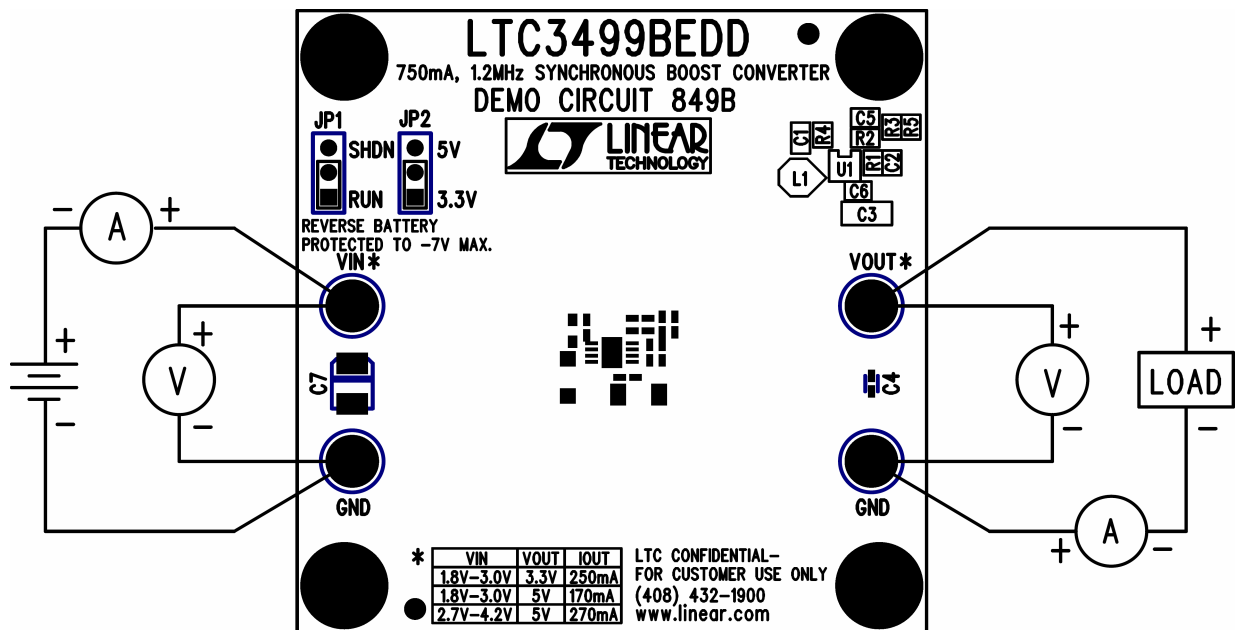 LTC3499BEDD
750mA, 1.2MHz SYNCHRONOUS BOOST CONVERTER
DEMO CIRCUIT 849B
JP1
JP2
SHDN
5V
RUN
3.3V
LINEAR
TECHNOLOGY
C1
R4
C5
R2
R3
R5
L1
U1
R1
C2
C6
C3
REVERSE BATTERY
PROTECTED TO -7V MAX.
VIN*
VOUT*
- A +
+
V
-
+
-
C7
C4
+
V
-
+
LOAD
-
GND
GND
+ A -
* VIN VOUT IOUT
1.8V-3.0V 3.3V 250mA
1.8V-3.0V 5V 170mA
2.7V-4.2V 5V 270mA
LTC CONFIDENTIAL-
FOR CUSTOMER USE ONLY
(408) 432-1900
www.linear.com